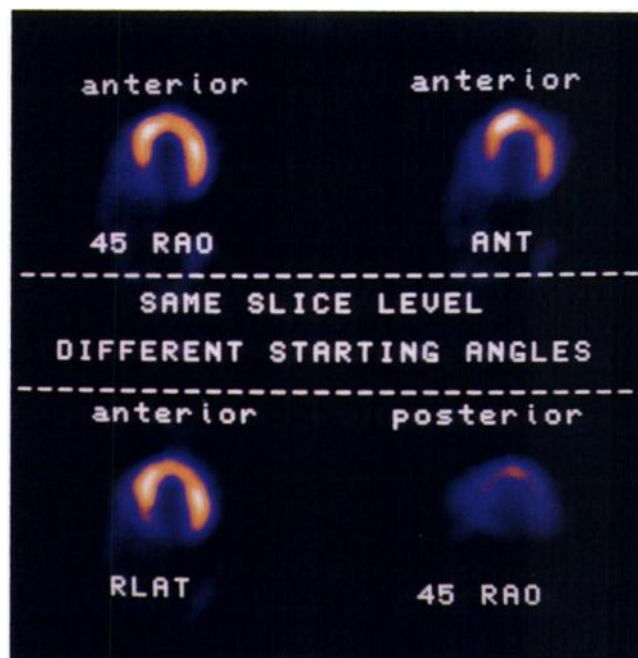 anterior
anterior
45 RAO
ANT
SAME SLICE LEVEL
DIFFERENT STARTING ANGLES
anterior
posterior
RLAT
45 RAO